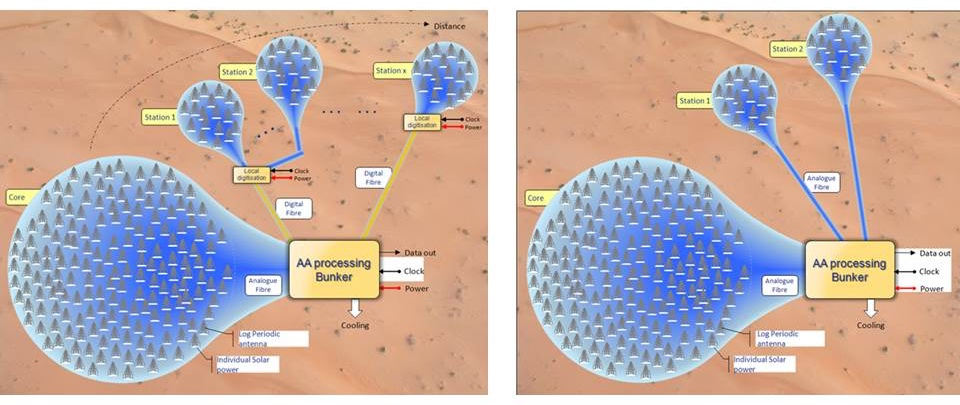 Distance
Station 2
Station x
Station 1
Local
digitisation
Clock
Power
Local
digitisation
Clock
Power
Digital
Fibre
Digital
Fibre
Core
AA processing
Bunker
Data out
Clock
Power
Analogue
Fibre
Cooling
Log Periodic
antenna
Individual Solar
power
Station 2
Station 1
Analogue
Fibre
Core
AA processing
Bunker
Data out
Clock
Power
Analogue
Fibre
Cooling
Log Periodic
antenna
Individual Solar
power